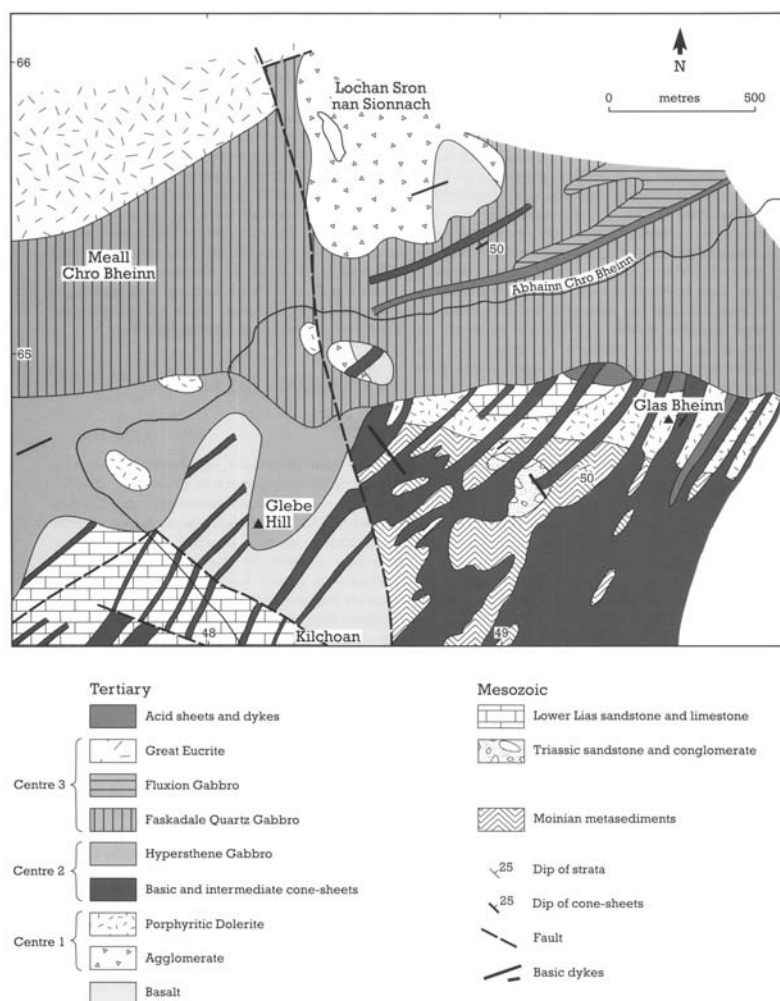 66
Lochan Sron
nan Sionnach
N
0 metres 500
Meall
Chro Bheinn
50
Abhainn Chro Bheinn
65
Glas Bheinn
50
Glebe
Hill
Kilchoan
48
49
Tertiary
Acid sheets and dykes
Centre 3
Great Eucrite
Fluxion Gabbro
Faskadale Quartz Gabbro
Centre 2
Hypersthene Gabbro
Basic and intermediate cone-sheets
Centre 1
Porphyritic Dolerite
Agglomerate
Basalt
Mesozoic
Lower Lias sandstone and limestone
Triassic sandstone and conglomerate
Moinian metasediments
25 Dip of strata
25 Dip of cone-sheets
Fault
Basic dykes